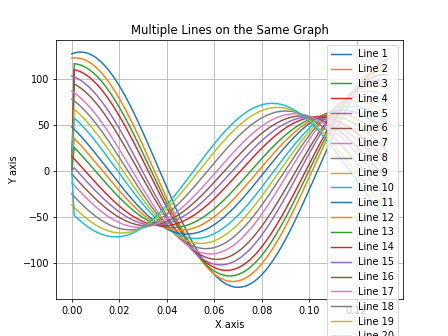 Multiple Lines on the Same Graph
Y axis
100
50
0
−50
−100
0.00
0.02
0.04
0.06
0.08
0.10
X axis
Line 1
Line 2
Line 3
Line 4
Line 5
Line 6
Line 7
Line 8
Line 9
Line 10
Line 11
Line 12
Line 13
Line 14
Line 15
Line 16
Line 17
Line 18
Line 19
Line 20